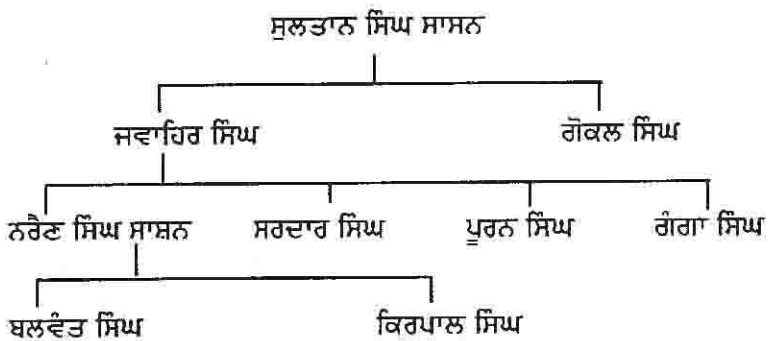 ਸੁਲਤਾਨ ਸਿੰਘ ਸਾਸਨ
ਜਵਾਹਿਰ ਸਿੰਘ ਗੋਕਲ ਸਿੰਘ
ਨਰੈਣ ਸਿੰਘ ਸਾਸ਼ਨ ਸਰਦਾਰ ਸਿੰਘ ਪੂਰਨ ਸਿੰਘ ਗੰਗਾ ਸਿੰਘ
ਬਲਵੰਤ ਸਿੰਘ ਕਿਰਪਾਲ ਸਿੰਘ